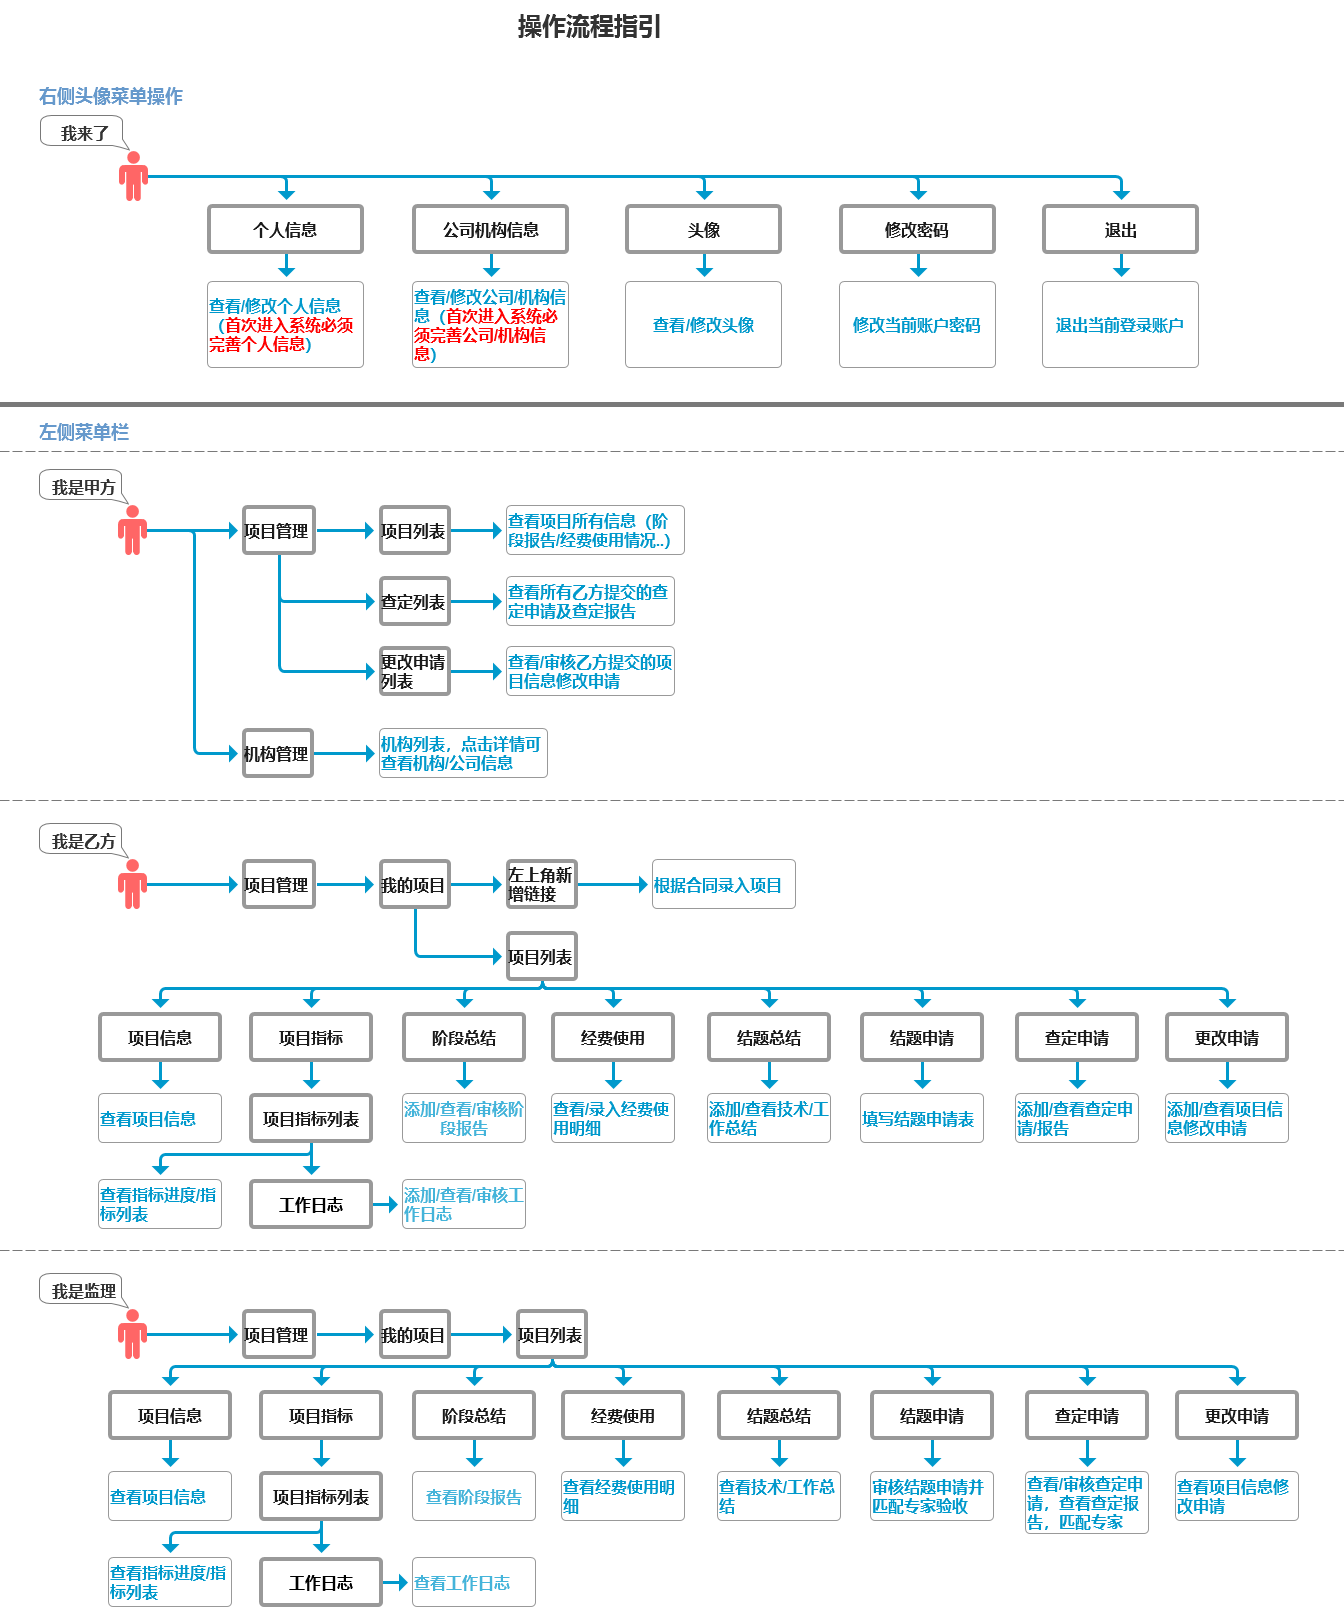 操作流程指引
右侧头像菜单操作
我来了
个人信息
公司机构信息
头像
修改密码
退出
查看/修改个人信息
（首次进入系统必须
完善个人信息）
查看/修改公司/机构信
息（首次进入系统必
须完善公司/机构信
息）
查看/修改头像
修改当前账户密码
退出当前登录账户
左侧菜单栏
我是甲方
项目管理
项目列表
查看项目所有信息（阶
段报告/经费使用情况..）
查定列表
查看所有乙方提交的查
定申请及查定报告
更改申请
列表
查看/审核乙方提交的项
目信息修改申请
机构管理
机构列表，点击详情可
查看机构/公司信息
我是乙方
项目管理
我的项目
左上角新
增链接
根据合同录入项目
项目列表
项目信息
项目指标
阶段总结
经费使用
结题总结
结题申请
查定申请
更改申请
查看项目信息
项目指标列表
添加/查看/审核阶
段报告
查看/录入经费使
用明细
添加/查看技术/工
作总结
填写结题申请表
添加/查看查定申
请/报告
添加/查看项目信
息修改申请
查看指标进度/指
标列表
工作日志
添加/查看/审核工
作日志
我是监理
项目管理
我的项目
项目列表
项目信息
项目指标
阶段总结
经费使用
结题总结
结题申请
查定申请
更改申请
查看项目信息
项目指标列表
查看阶段报告
查看经费使用明
细
查看技术/工作总
结
审核结题申请并
匹配专家验收
查看/审核查定申
请，查看查定报
告，匹配专家
查看项目信息修
改申请
查看指标进度/指
标列表
工作日志
查看工作日志